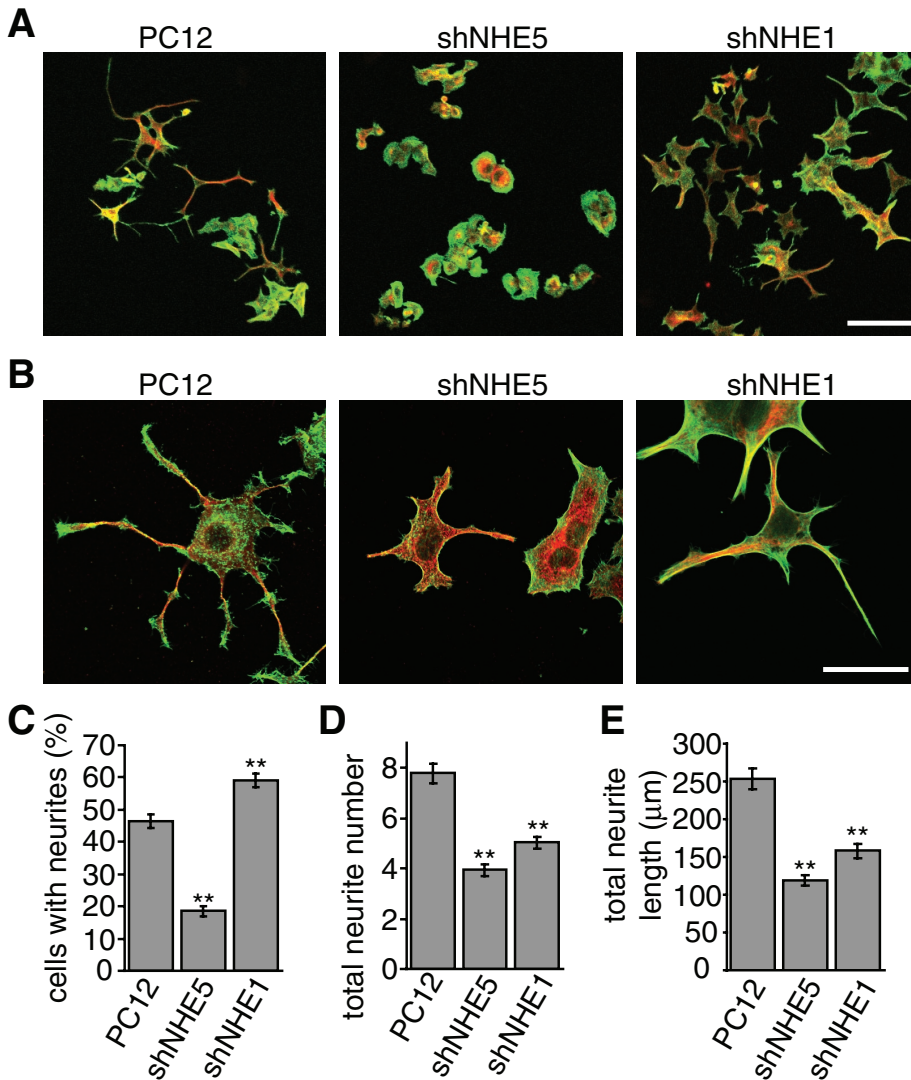 A
PC12 shNHE5 shNHE1
B
PC12 shNHE5 shNHE1
C
cells with neurites (%)
70
60
50
40
30
20
10
0
**
**
PC12
shNHE5
shNHE1
D
total neurite number
8
6
4
2
0
**
**
PC12
shNHE5
shNHE1
E
total neurite
length (μm)
300
250
200
150
100
50
0
**
**
PC12
shNHE5
shNHE1